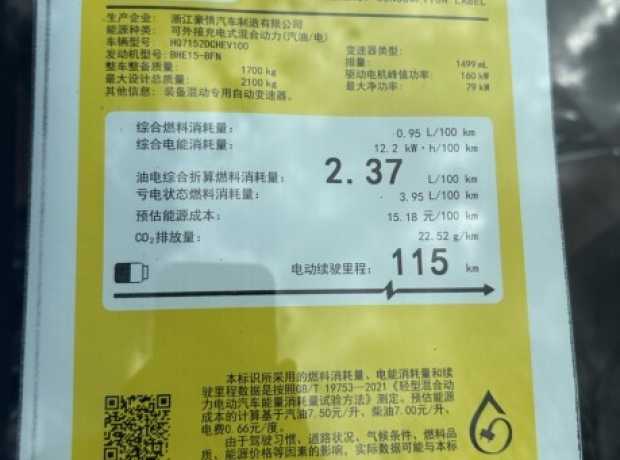 CONSUMPTION LABEL
生产企业：浙江豪情汽车制造有限公司
能源种类：可外接充电式混合动力(汽油/电)
车辆型号：HQ7152DCHEV100
变速器类型：
发动机型号：BHE15-BFN
排量：1499 mL
整车整备质量：1700 kg
驱动电机峰值功率：160 kW
最大设计总质量：2100 kg
最大净功率：79 kW
其他信息：装备混动专用自动变速器。
综合燃料消耗量：0.95 L/100 km
综合电能消耗量：12.2 kW·h/100 km
油电综合折算燃料消耗量：2.37 L/100 km
亏电状态燃料消耗量：3.95 L/100 km
预估能源成本：15.18 元/100 km
CO₂排放量：22.52 g/km
电动续驶里程：115 km
本标识所采用的燃料消耗量、电能消耗量和续
驶里程数据是按照GB/T 19753—2021《轻型混合动
力电动汽车能量消耗量试验方法》测定。预估能源
成本的计算基于汽油7.50元/升，柴油7.00元/升，
电费0.66元/度。
由于驾驶习惯、道路状况、气候条件、燃料品
质、能源价格等因素的影响，实际数据可能与本标